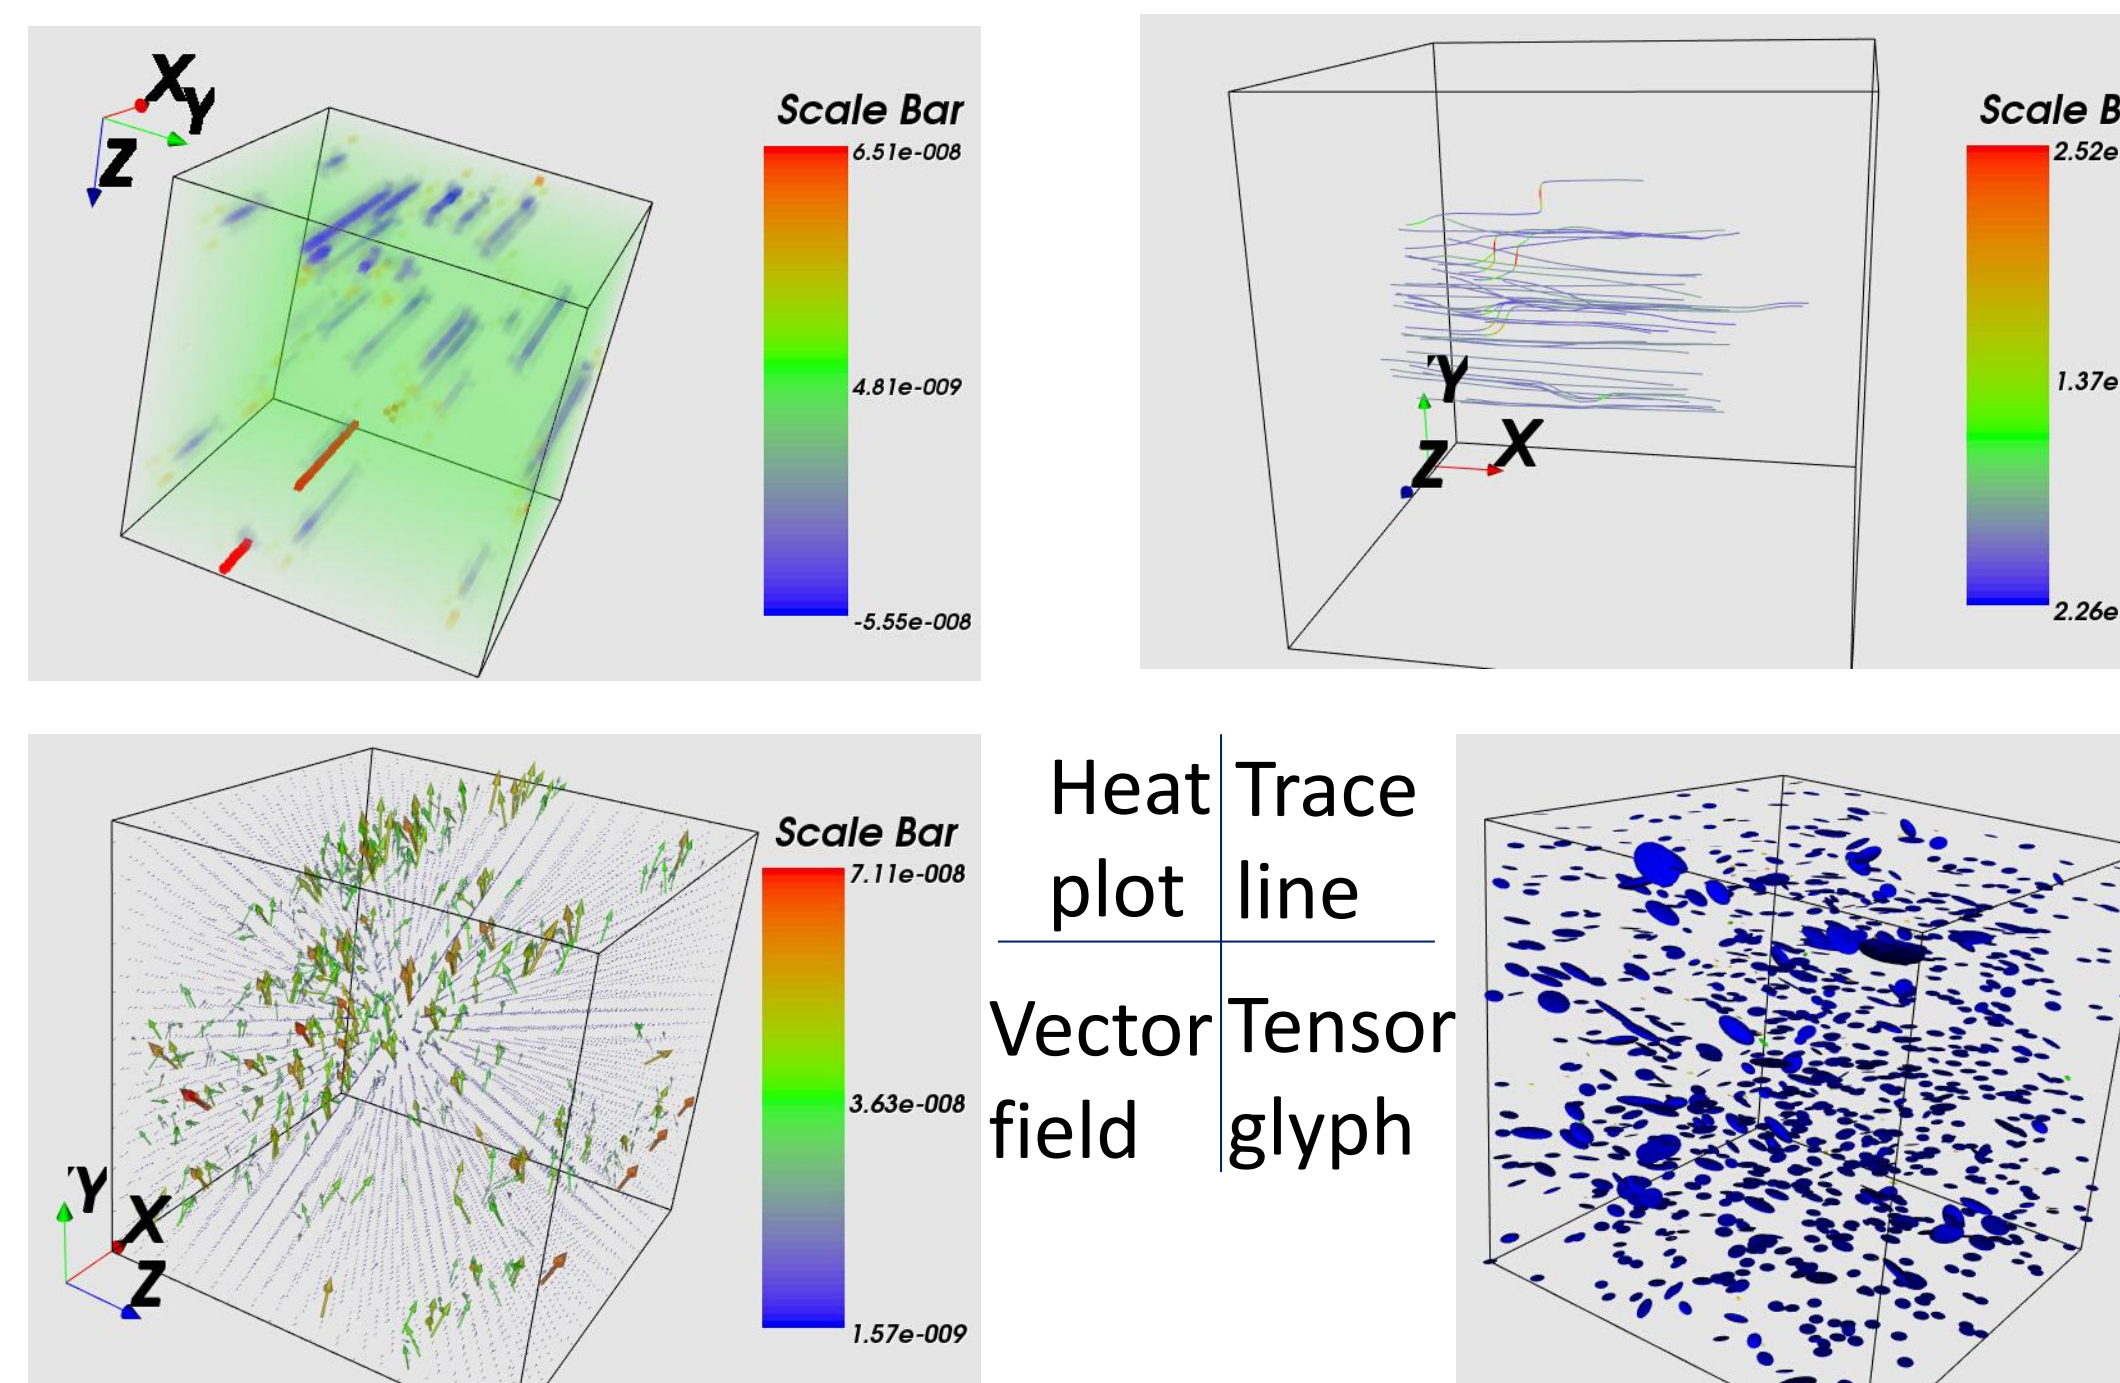 X
Y
Z
Scale Bar
6.51e-008
4.81e-009
-5.55e-008
Scale B
2.52e
1.37e
2.26e
Y
Z
X
Scale Bar
7.11e-008
3.63e-008
1.57e-009
Y
X
Z
Heat
plot
Trace
line
Vector
field
Tensor
glyph